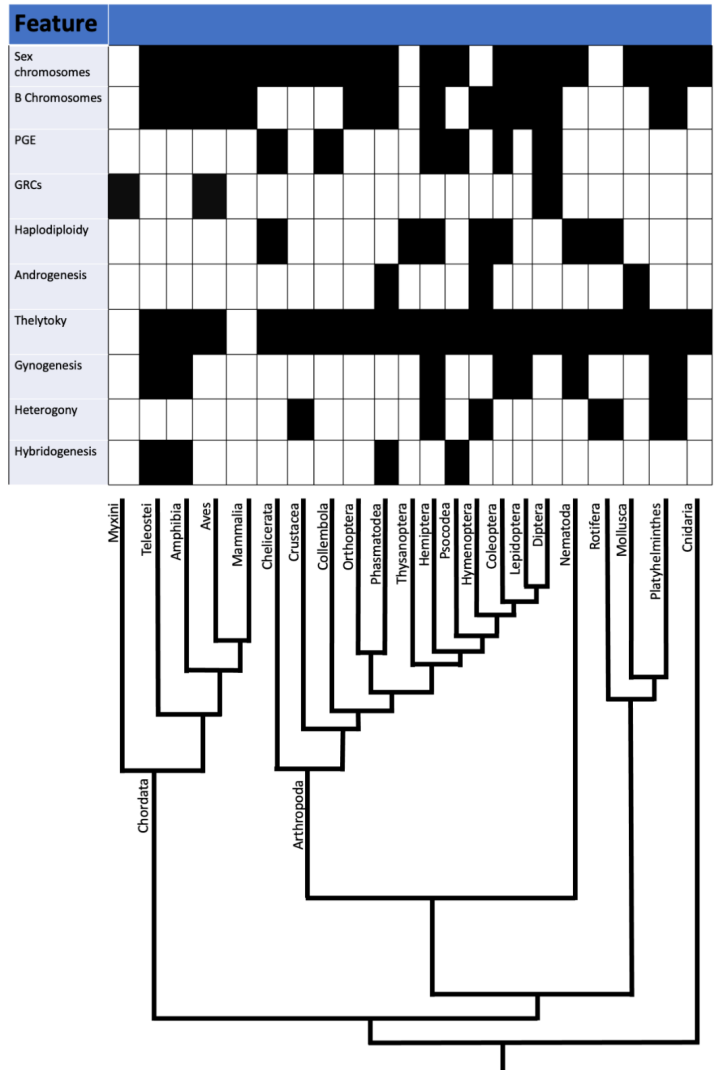 Feature
Sex
chromosomes
B Chromosomes
PGE
GRCs
Haplodiploidy
Androgenesis
Thelytoky
Gynogenesis
Heterogony
Hybridogenesis
Myxini
Teleostei
Amphibia
Aves
Mammalia
Chelicerata
Crustacea
Collembola
Orthoptera
Phasmatodea
Thysanoptera
Hemiptera
Psocodea
Hymenoptera
Coleoptera
Lepidoptera
Diptera
Nematoda
Rotifera
Mollusca
Platyhelminthes
Cnidaria
Chordata
Arthropoda